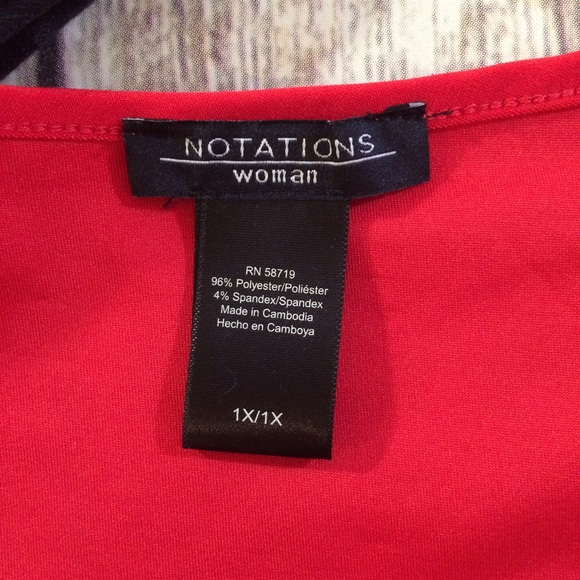 NOTATIONS
woman
RN 58719
96% Polyester/Poliéster
4% Spandex/Spandex
Made in Cambodia
Hecho en Camboya
1X/1X